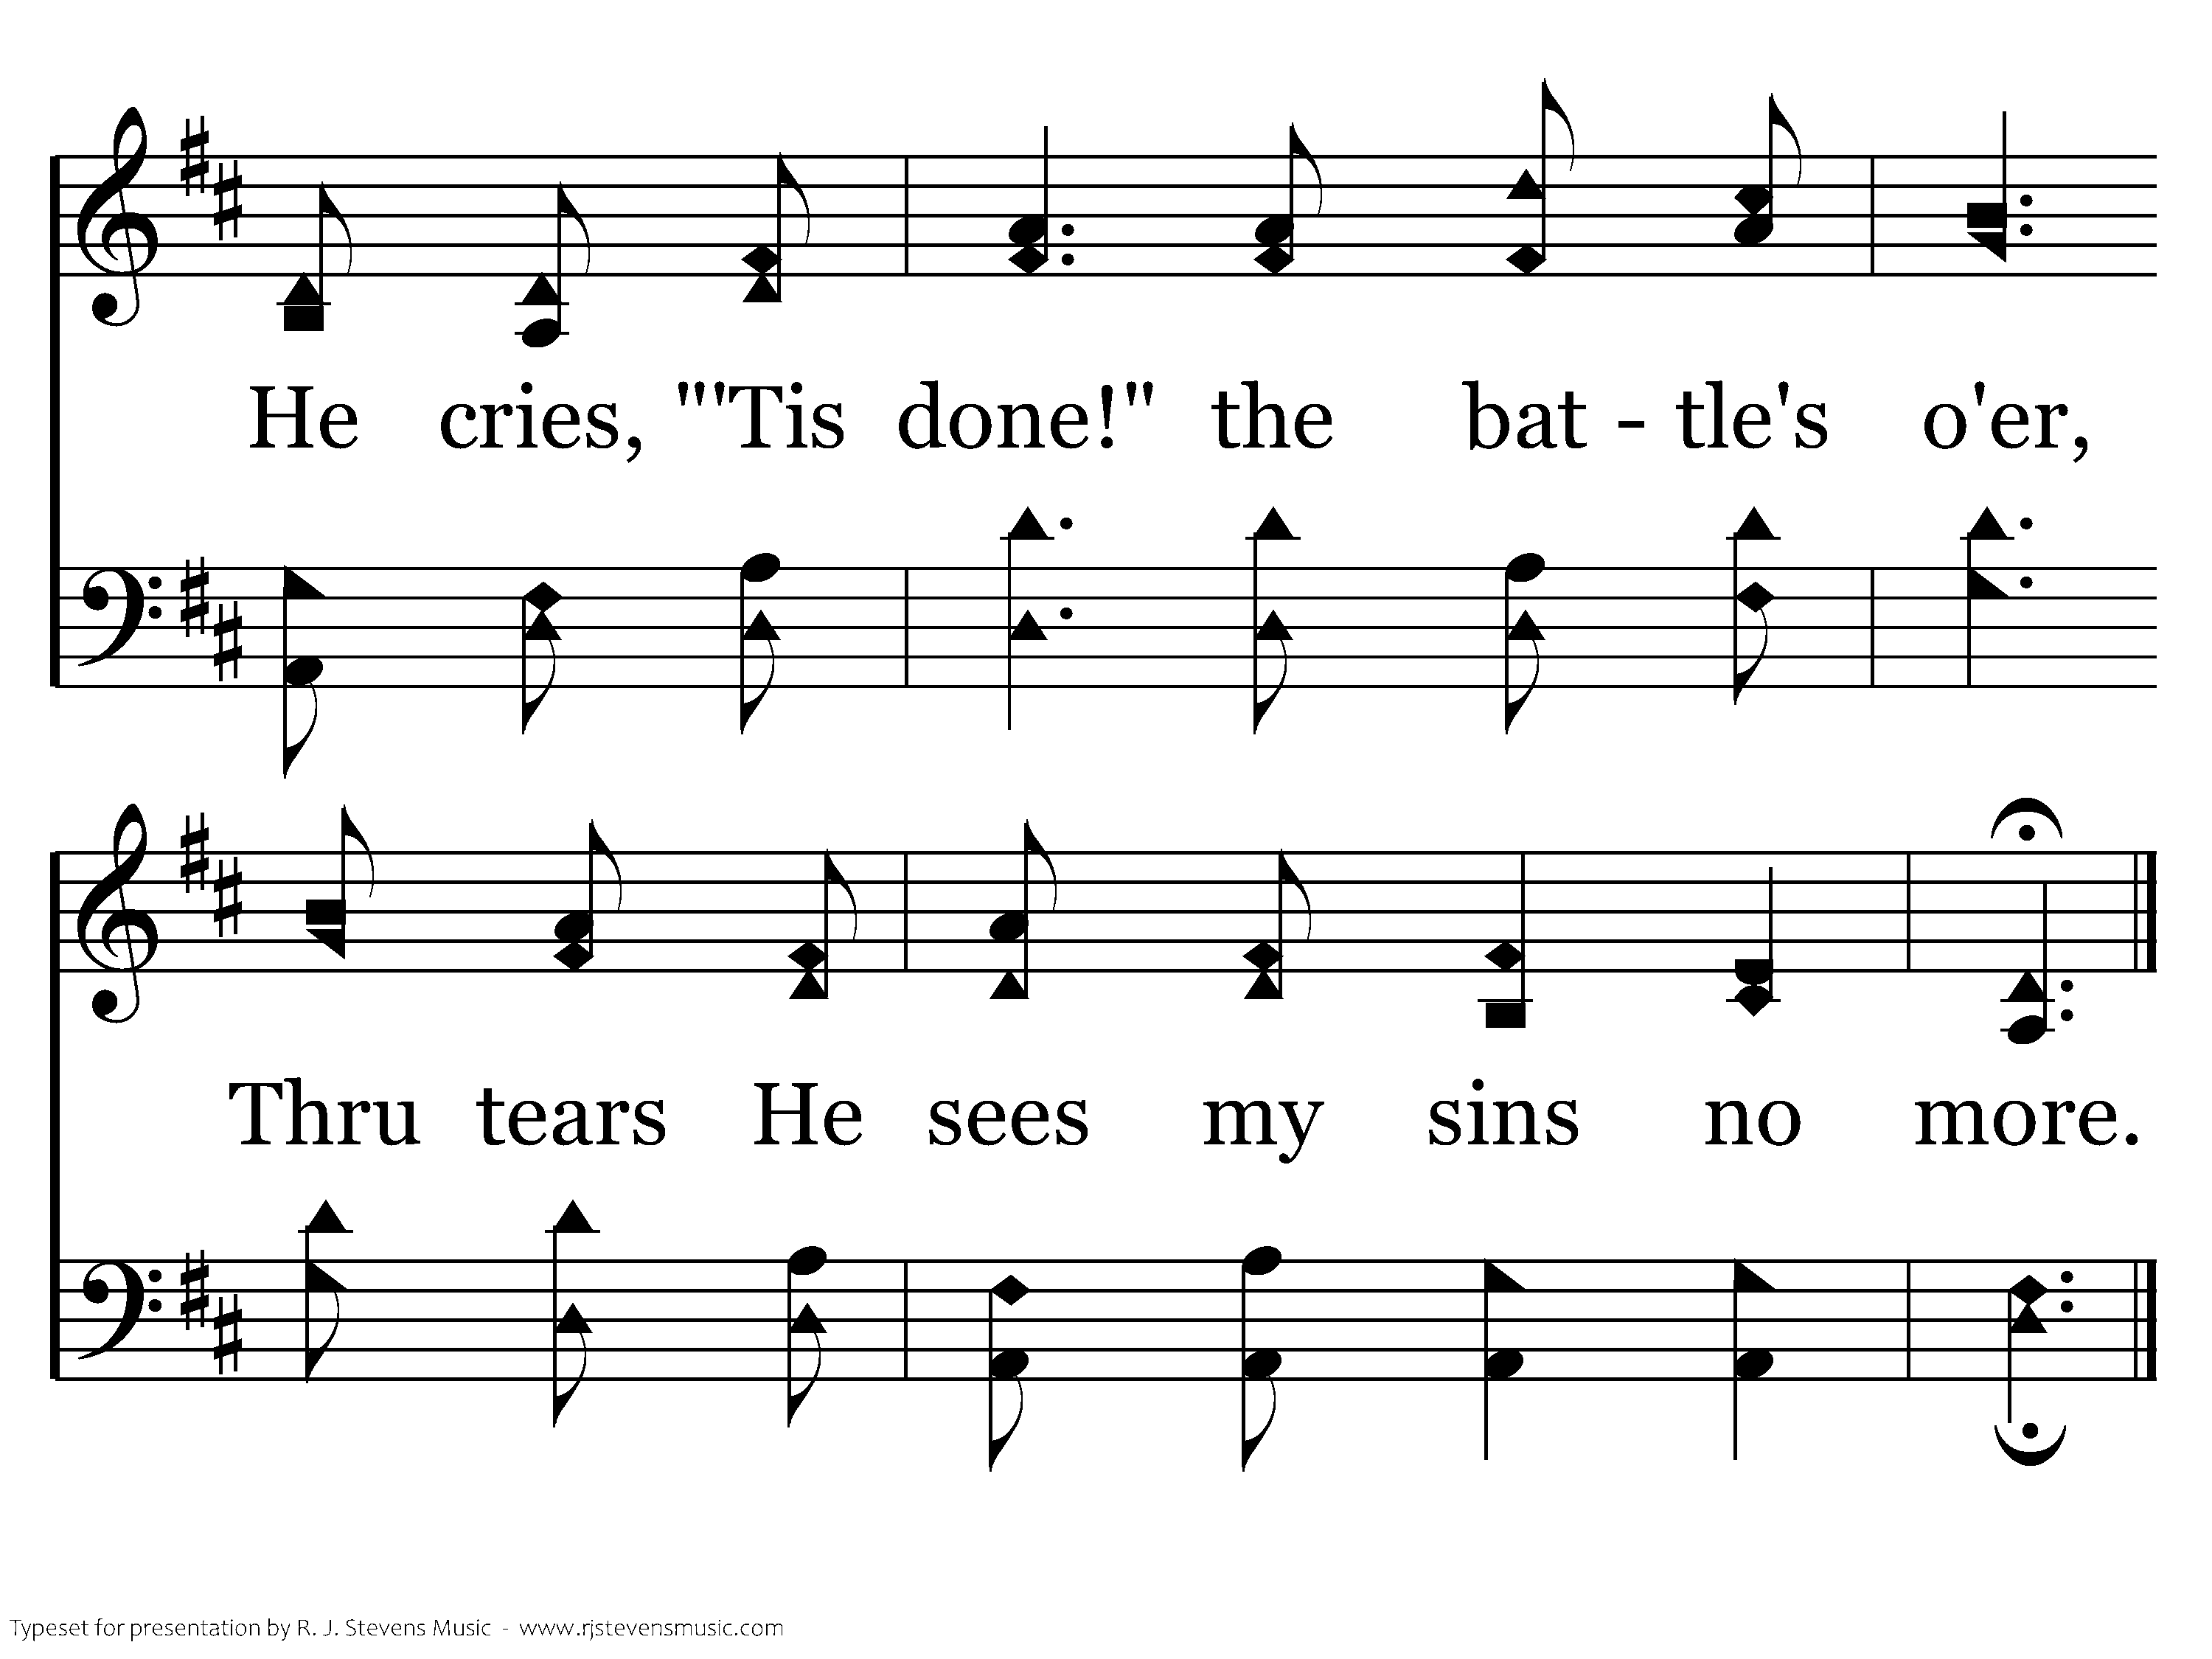 He cries, "'Tis done!" the bat - tle's o'er,
Thru tears He sees my sins no more.
Typeset for presentation by R. J. Stevens Music - www.rjstevensmusic.com